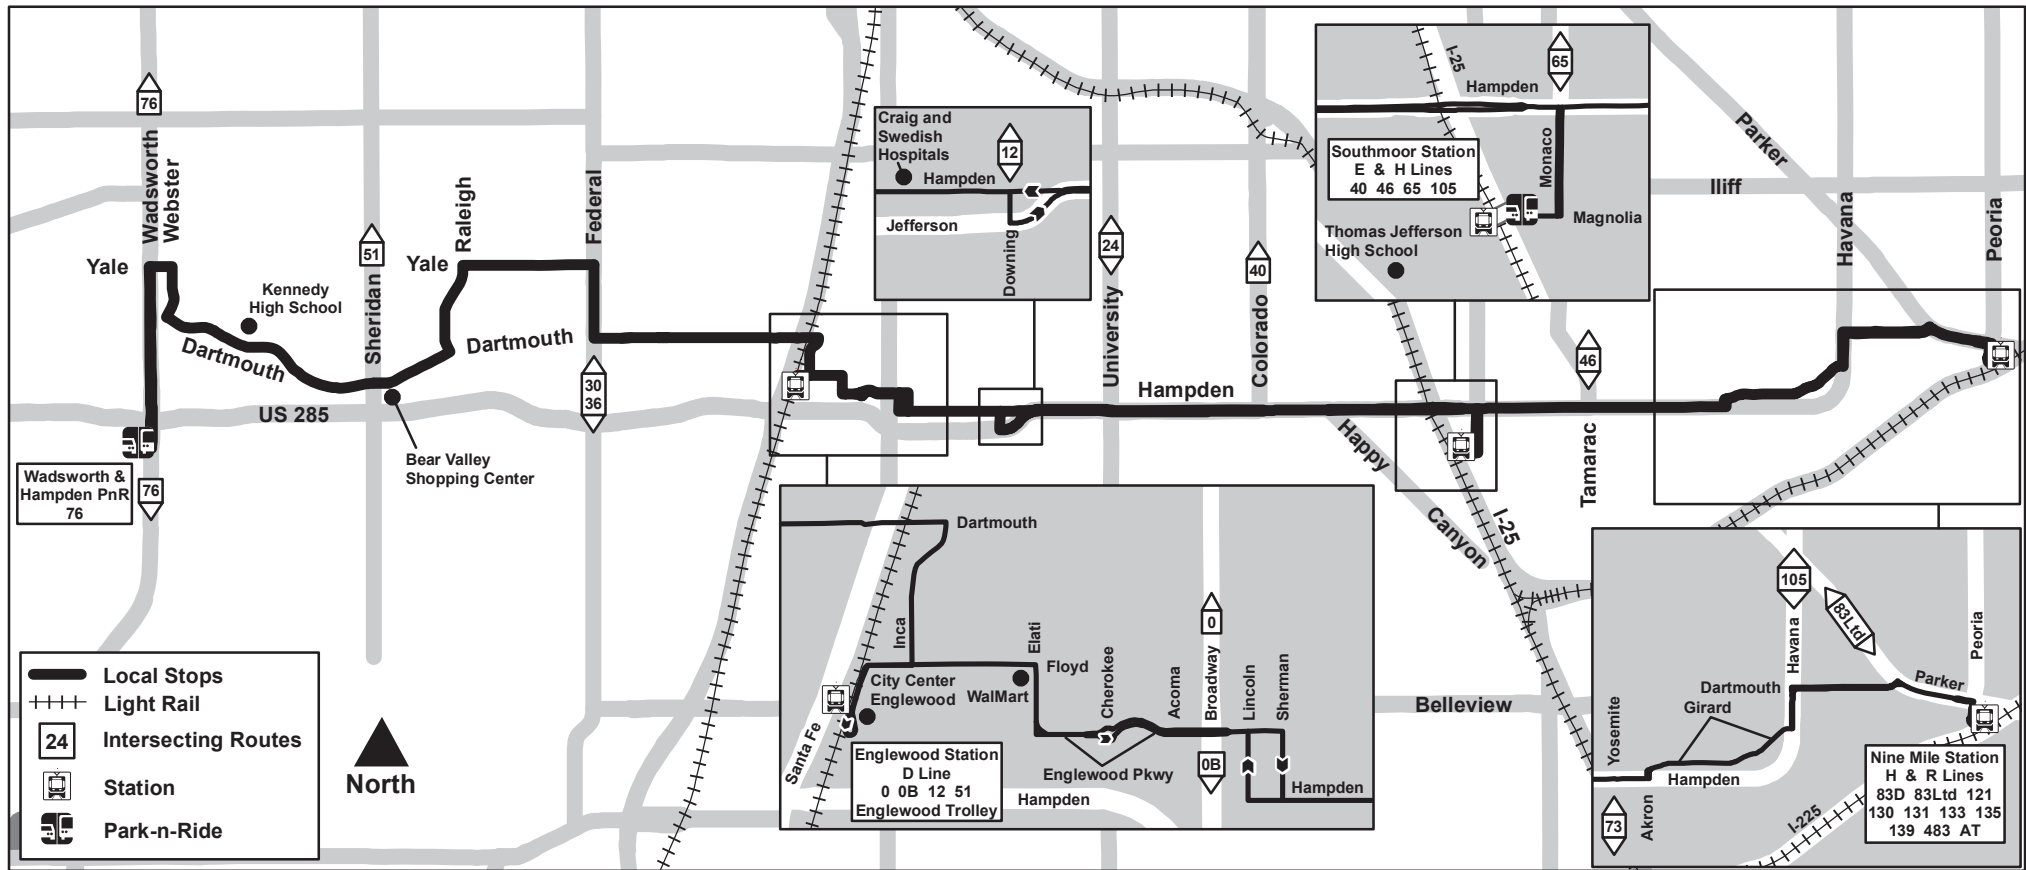 76
Wadsworth
Webster
Yale
Kennedy
High School
Dartmouth
51
Sheridan
Raleigh
Yale
Dartmouth
Federal
30
36
US 285
Bear Valley
Shopping Center
Wadsworth &
Hampden PnR
76
76
Craig and
Swedish
Hospitals
12
Hampden
Jefferson
Downing
24
University
40
Colorado
Hampden
I-25
65
Hampden
Monaco
Southmoor Station
E & H Lines
40 46 65 105
Magnolia
Thomas Jefferson
High School
Parker
Iliff
Havana
Peoria
46
Tamarac
Happy
Canyon
I-25
Belleview
Dartmouth
Inca
Elati
Floyd
City Center
Englewood
WalMart
Cherokee
Acoma
0
Broadway
0B
Lincoln
Sherman
Santa Fe
Englewood Station
D Line
0 0B 12 51
Englewood Trolley
Englewood Pkwy
Hampden
Hampden
105
83Ltd
Havana
Peoria
Parker
Dartmouth
Girard
Yosemite
Hampden
73
Akron
I-225
Nine Mile Station
H & R Lines
83D 83Ltd 121
130 131 133 135
139 483 AT
Local Stops
Light Rail
24 Intersecting Routes
Station
Park-n-Ride
North